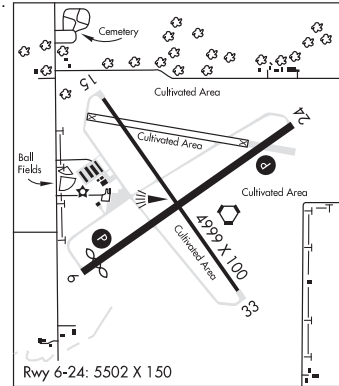 Cemetery
15
Cultivated Area
24
Cultivated Area
Ball
Fields
P
Cultivated Area
P
4999 X 100
Cultivated Area
6
33
Rwy 6-24: 5502 X 150